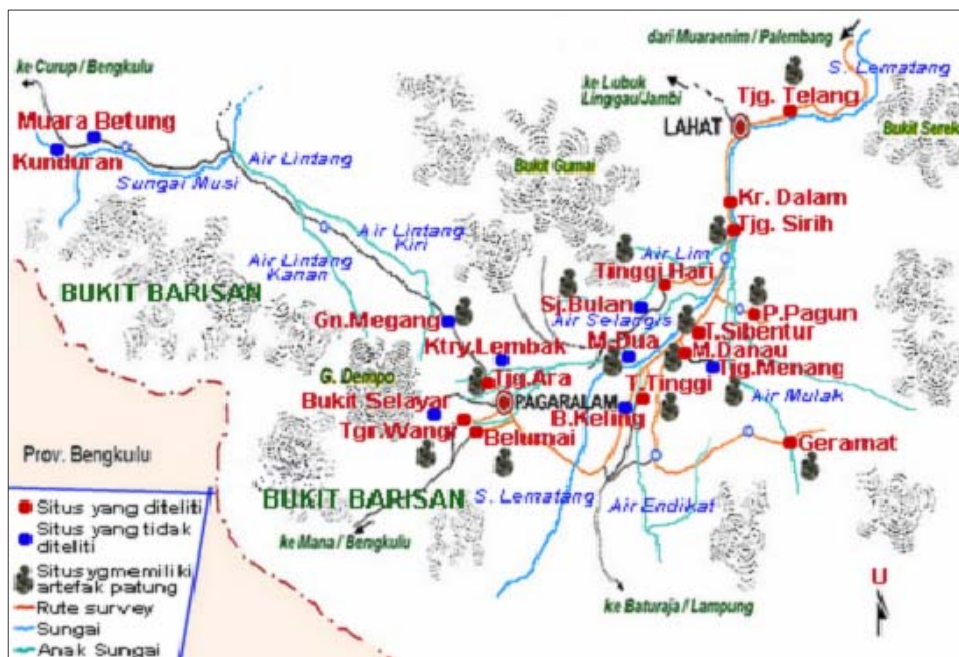 dari Muaraenim / Palembang
ke Curup / Bengkulu
S. Lematang
ke Lubuk
Linggau/Jambi
Tjg. Telang
Muara Betung
LAHAT
Bukit Serelo
Kunduran
Air Lintang
Bukit Gumai
Sungai Musi
Kr. Dalam
Air Lintang
Kiri
Tjg. Sirih
Air Lintang
Kanan
Air Lim
Tinggi Hari
BUKIT BARISAN
Sj.Bulan
P.Pagun
Gn.Megang
Air Selangis
T.Sibentur
Ktry.Lembak
M.Dua
M.Danau
Tjg.Menang
G. Dempo
Tjg.Ara
T.Tinggi
Air Mulak
Bukit Selayar
PAGARALAM
B.Keling
Tgr.Wangi
Belumai
Geramat
Prov. Bengkulu
BUKIT BARISAN
S. Lematang
Air Endikat
ke Mana / Bengkulu
Situs yang diteliti
Situs yang tidak
diteliti
Situsygmemiliki
artefak patung
Rute survey
Sungai
Anak Sungai
ke Baturaja / Lampung
U